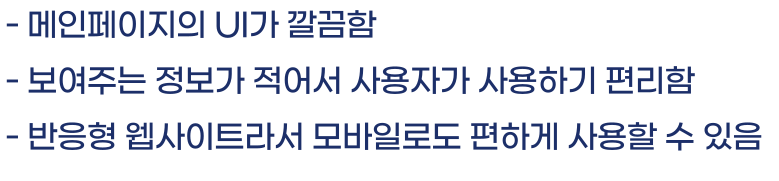 - 메인페이지의 UI가 깔끔함
- 보여주는 정보가 적어서 사용자가 사용하기 편리함
- 반응형 웹사이트라서 모바일로도 편하게 사용할 수 있음